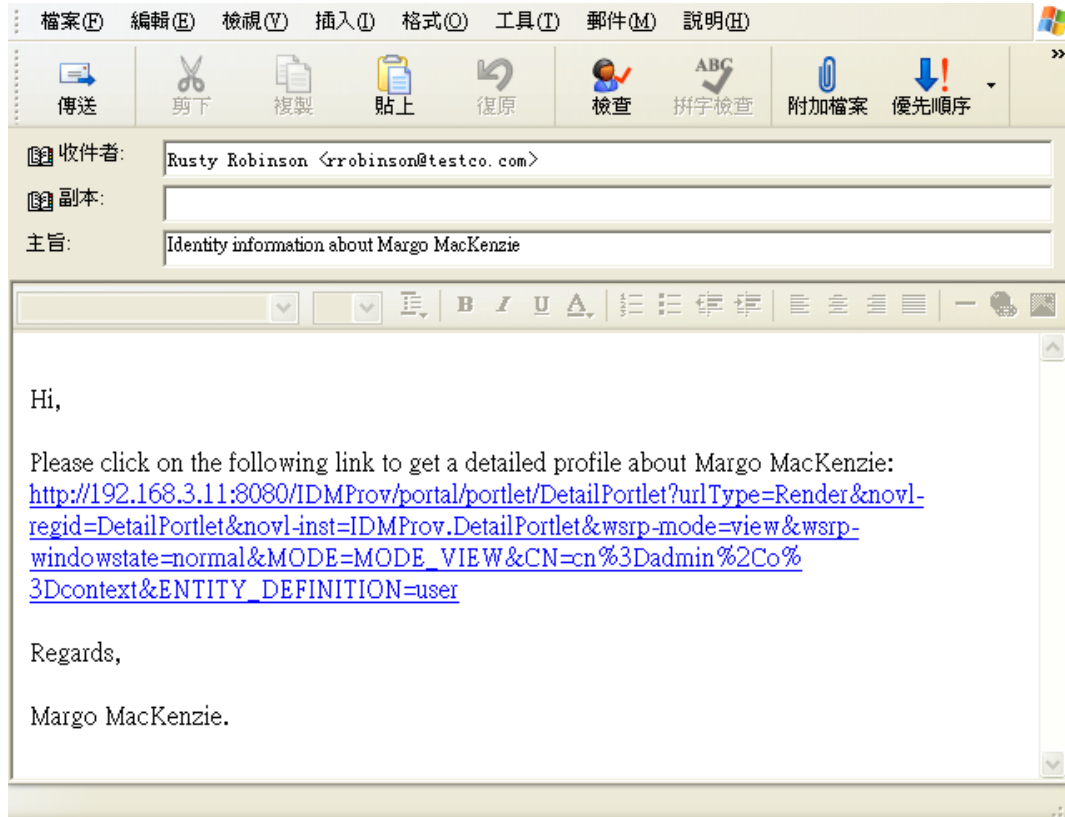 檔案(F) 編輯(E) 檢視(V) 插入(I) 格式(O) 工具(T) 郵件(M) 說明(H)
傳送 剪下 複製 貼上 復原 檢查 拼字檢查 附加檔案 優先順序
收件者: Rusty Robinson <rrobinson@testco.com>
副本:
主旨: Identity information about Margo MacKenzie
B I U A
Hi,
Please click on the following link to get a detailed profile about Margo MacKenzie:
http://192.168.3.11:8080/IDMProv/portal/portlet/DetailPortlet?urlType=Render&novl-
regid=DetailPortlet&novl-inst=IDMProv.DetailPortlet&wsrp-mode=view&wsrp-
windowstate=normal&MODE=MODE_VIEW&CN=cn%3Dadmin%2Co%
3Dcontext&ENTITY_DEFINITION=user
Regards,
Margo MacKenzie.